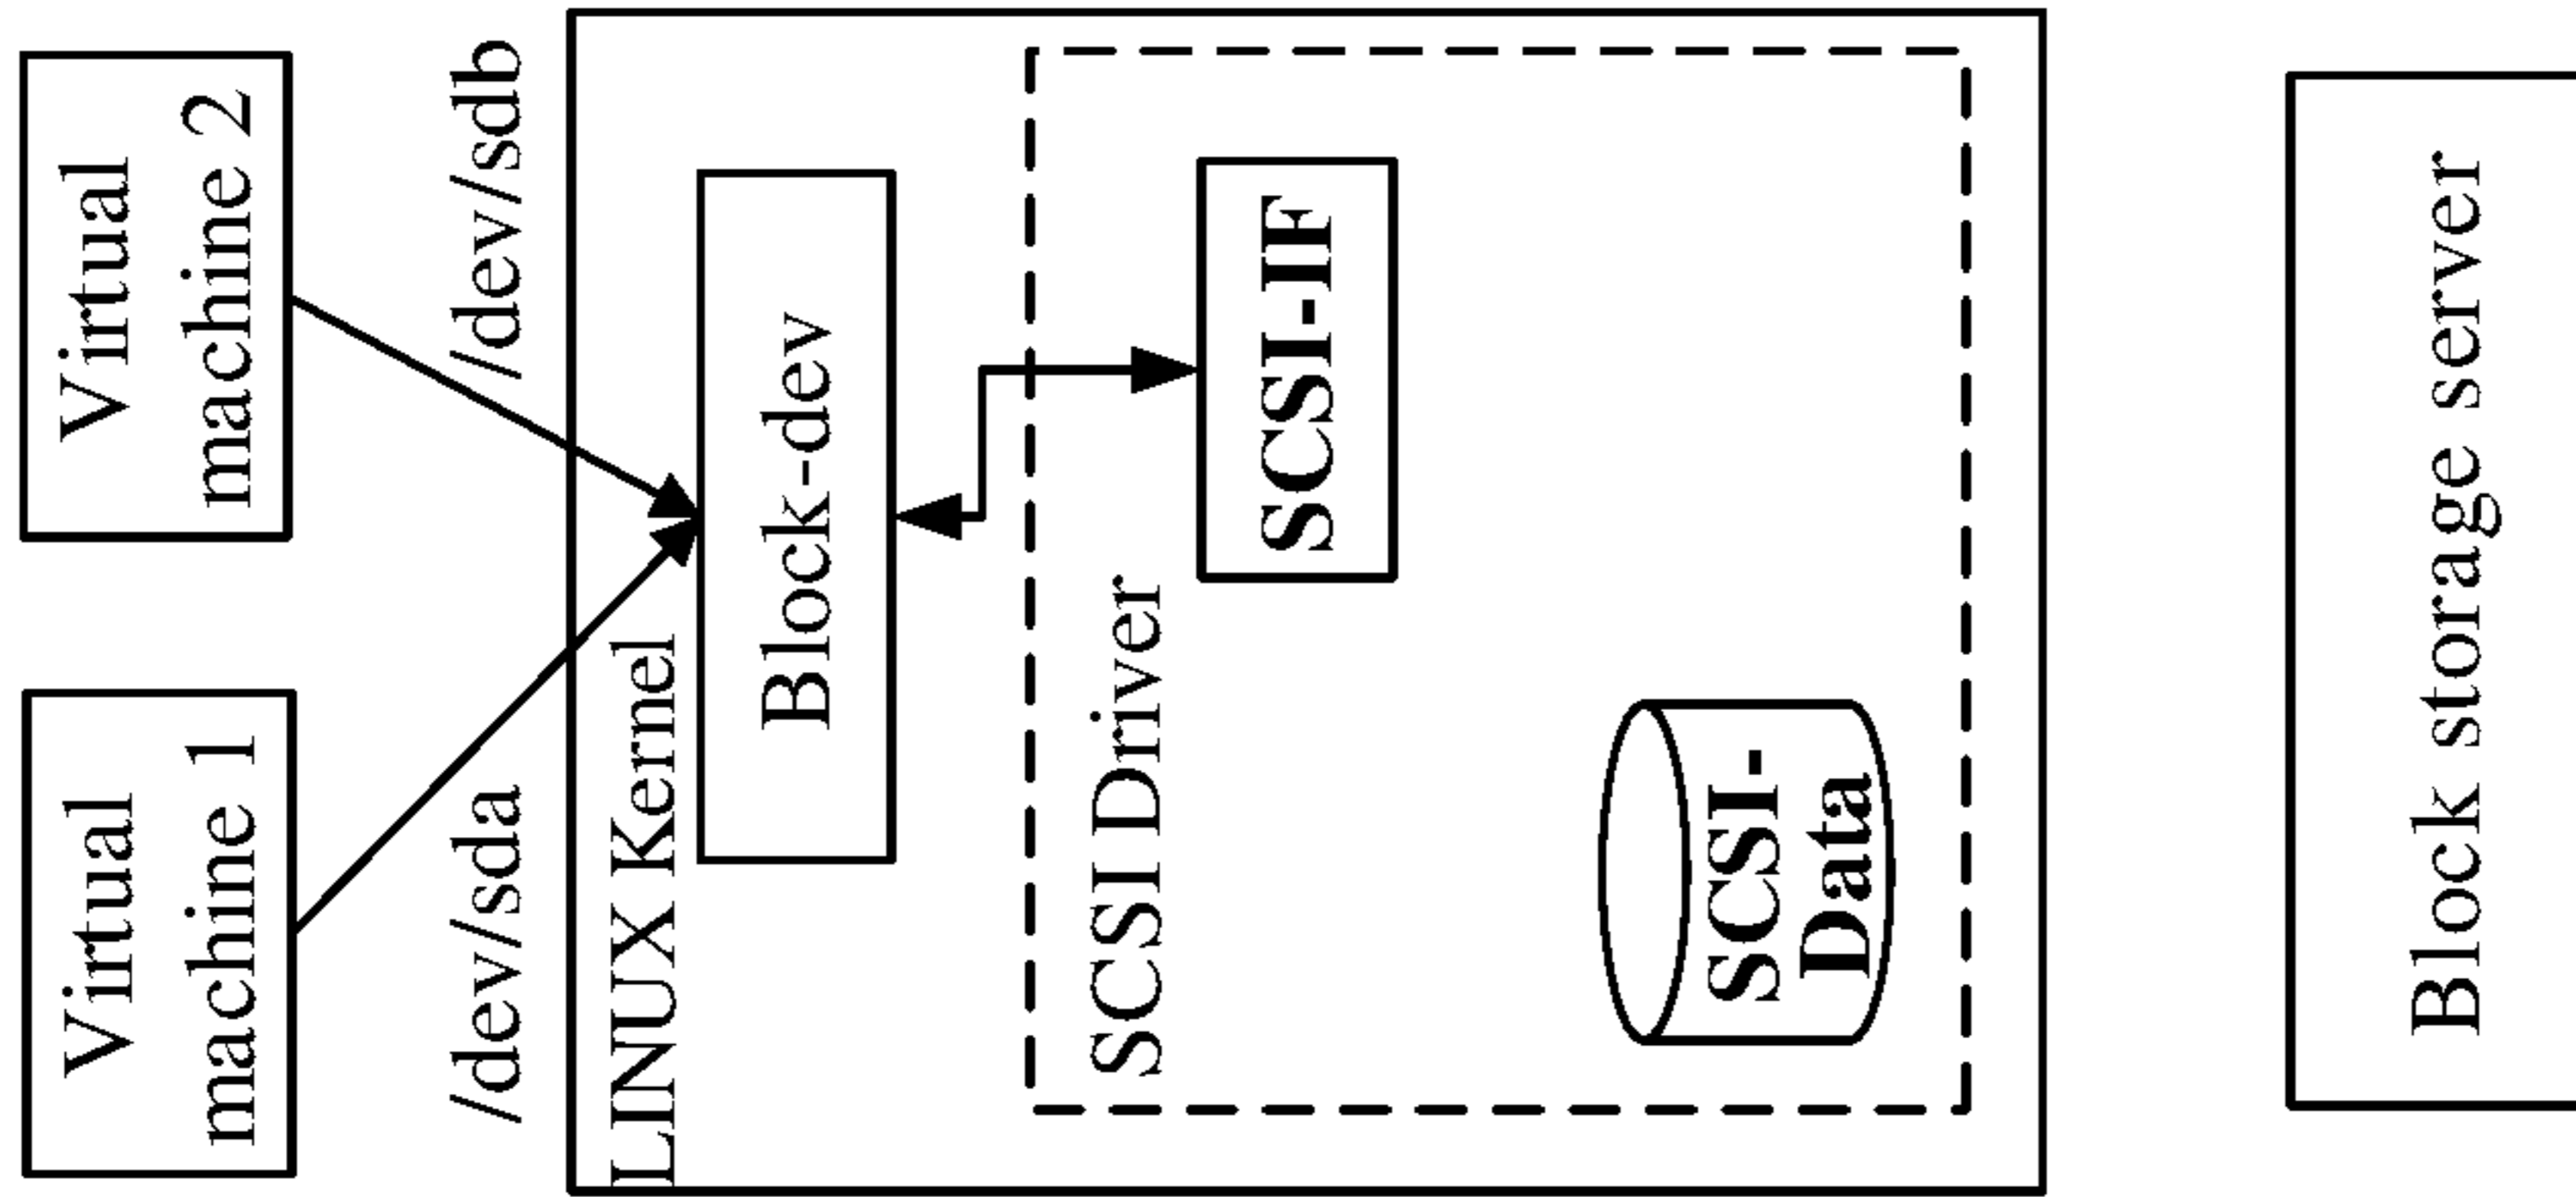 Virtual
machine 1
Virtual
machine 2
/dev/sda
/dev/sdb
LINUX Kernel
Block-dev
SCSI Driver
SCSI-IF
SCSI-
Data
Block storage server